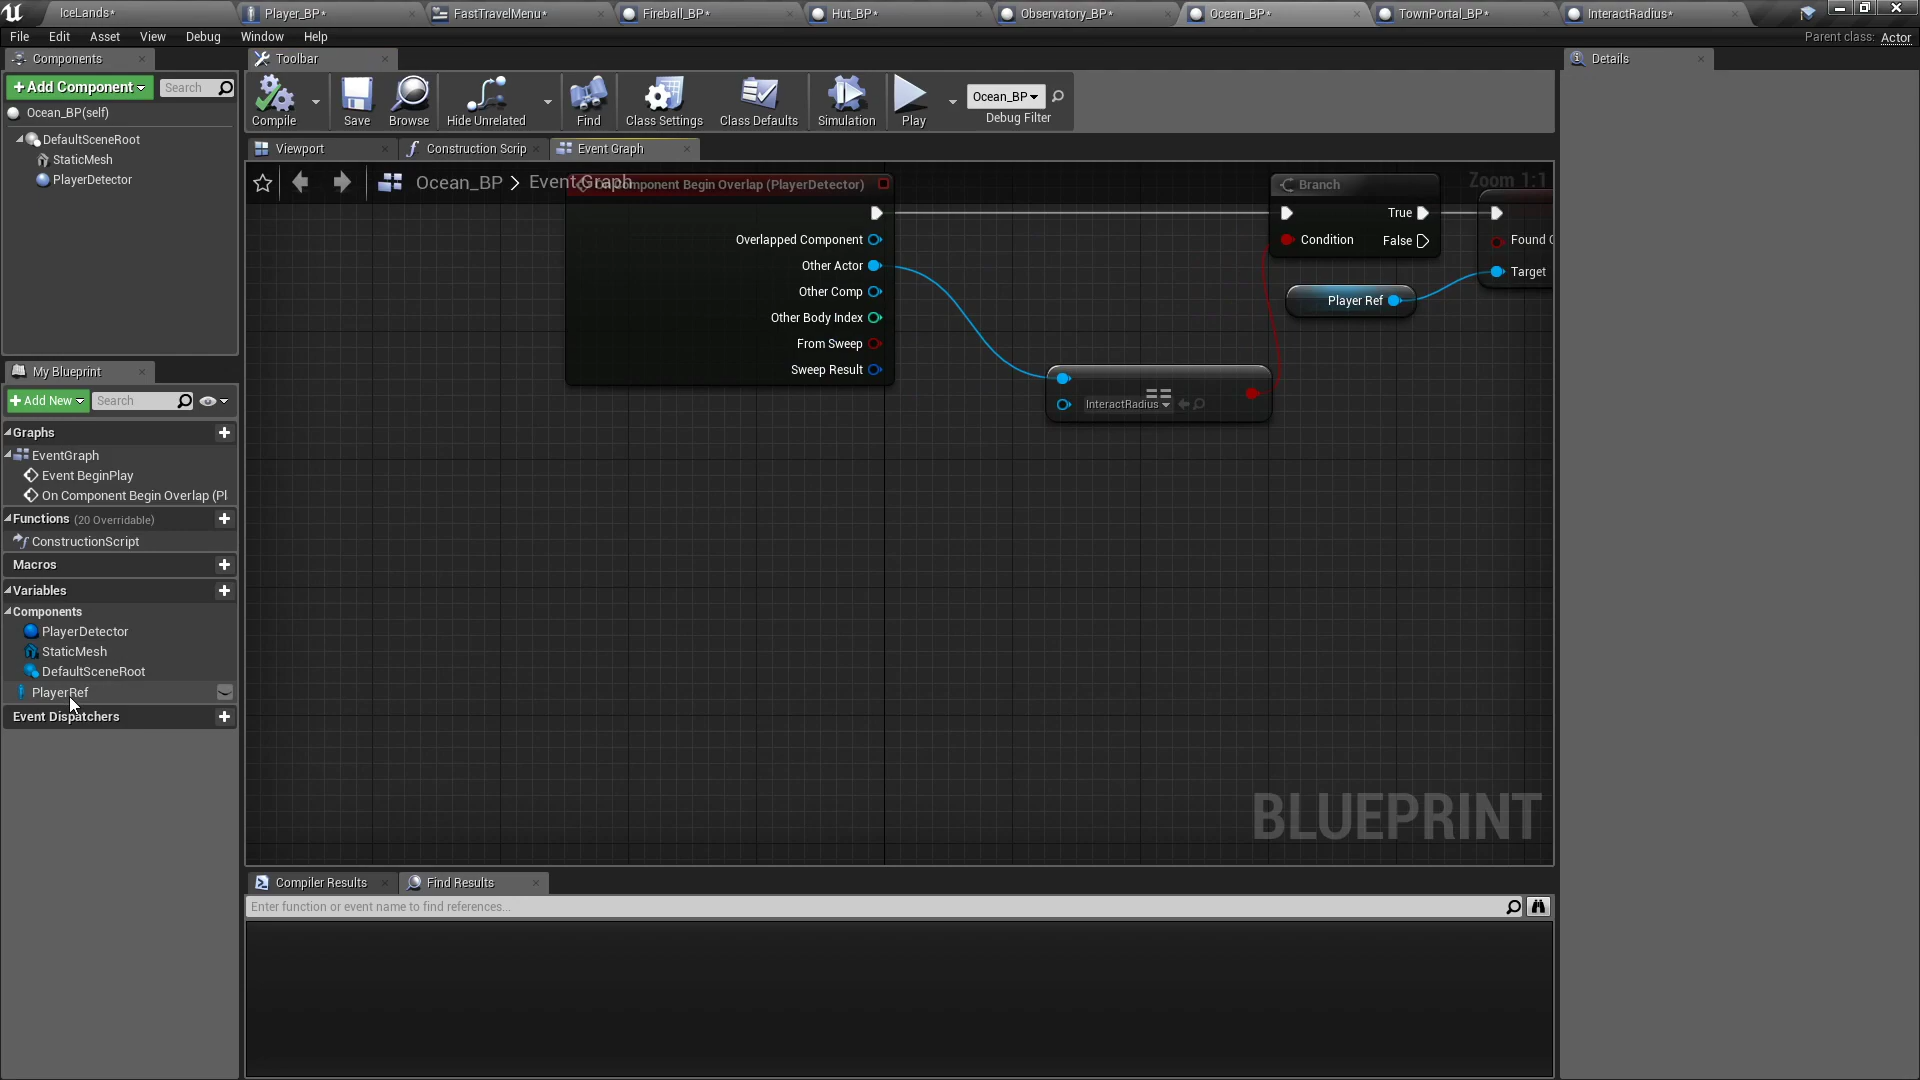 IceLands*
Player_BP*
FastTravelMenu*
Fireball_BP*
Hut_BP*
Observatory_BP*
Ocean_BP*
TownPortal_BP*
InteractRadius*
File Edit Asset View Debug Window Help
Parent class: Actor
Components
Toolbar
Details
+Add Component
Search
Ocean_BP(self)
DefaultSceneRoot
StaticMesh
PlayerDetector
Compile
Save
Browse
Hide Unrelated
Find
Class Settings
Class Defaults
Simulation
Play
Ocean_BP
Debug Filter
Viewport
Construction Scrip
Event Graph
Ocean_BP > EventGraph
Zoom 1:1
Component Begin Overlap (PlayerDetector)
Overlapped Component
Other Actor
Other Comp
Other Body Index
From Sweep
Sweep Result
Branch
True
Condition
False
Found
Target
Player Ref
==
InteractRadius
BLUEPRINT
My Blueprint
+Add New
Search
Graphs
EventGraph
Event BeginPlay
On Component Begin Overlap (Pl
Functions (20 Overridable)
ConstructionScript
Macros
Variables
Components
PlayerDetector
StaticMesh
DefaultSceneRoot
PlayerRef
Event Dispatchers
Compiler Results
Find Results
Enter function or event name to find references...